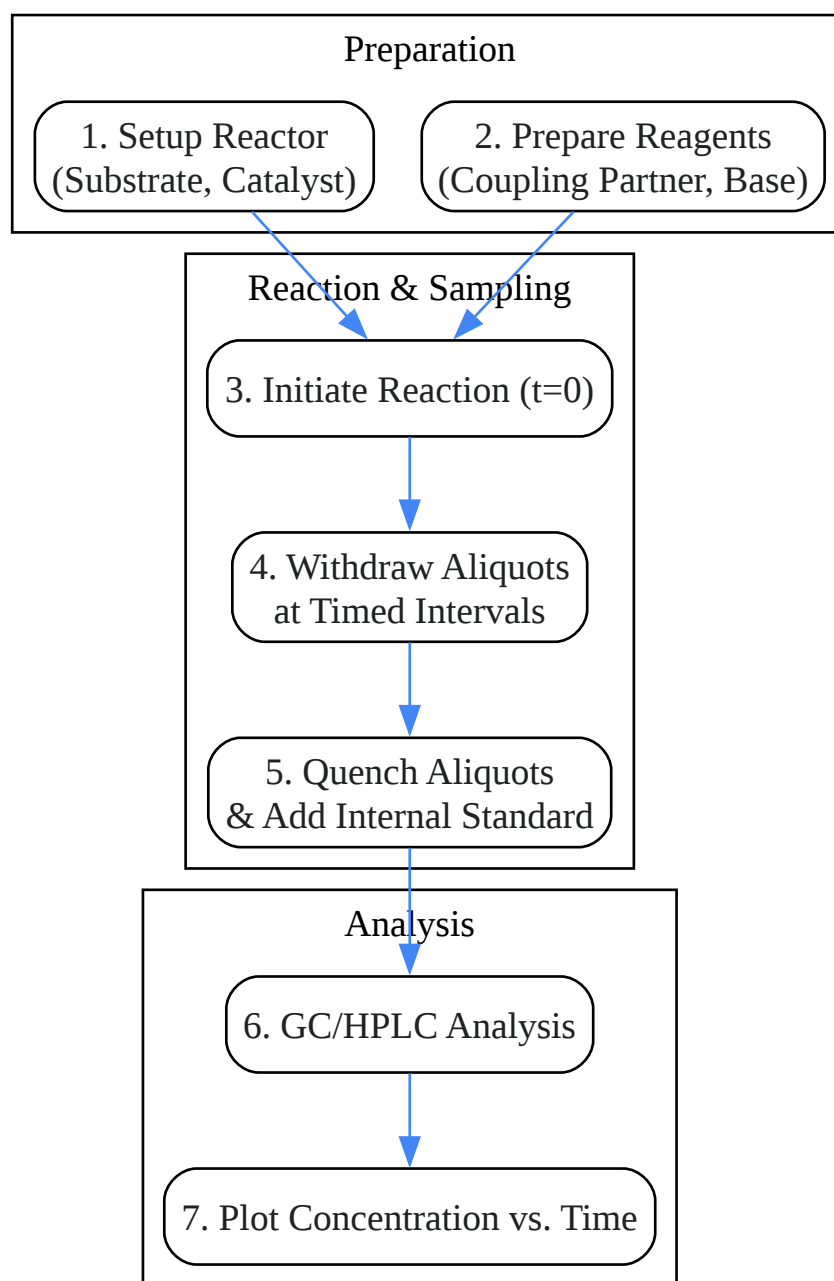 Preparation
1. Setup Reactor
(Substrate, Catalyst)
2. Prepare Reagents
(Coupling Partner, Base)
Reaction & Sampling
3. Initiate Reaction (t=0)
4. Withdraw Aliquots
at Timed Intervals
5. Quench Aliquots
& Add Internal Standard
Analysis
6. GC/HPLC Analysis
7. Plot Concentration vs. Time